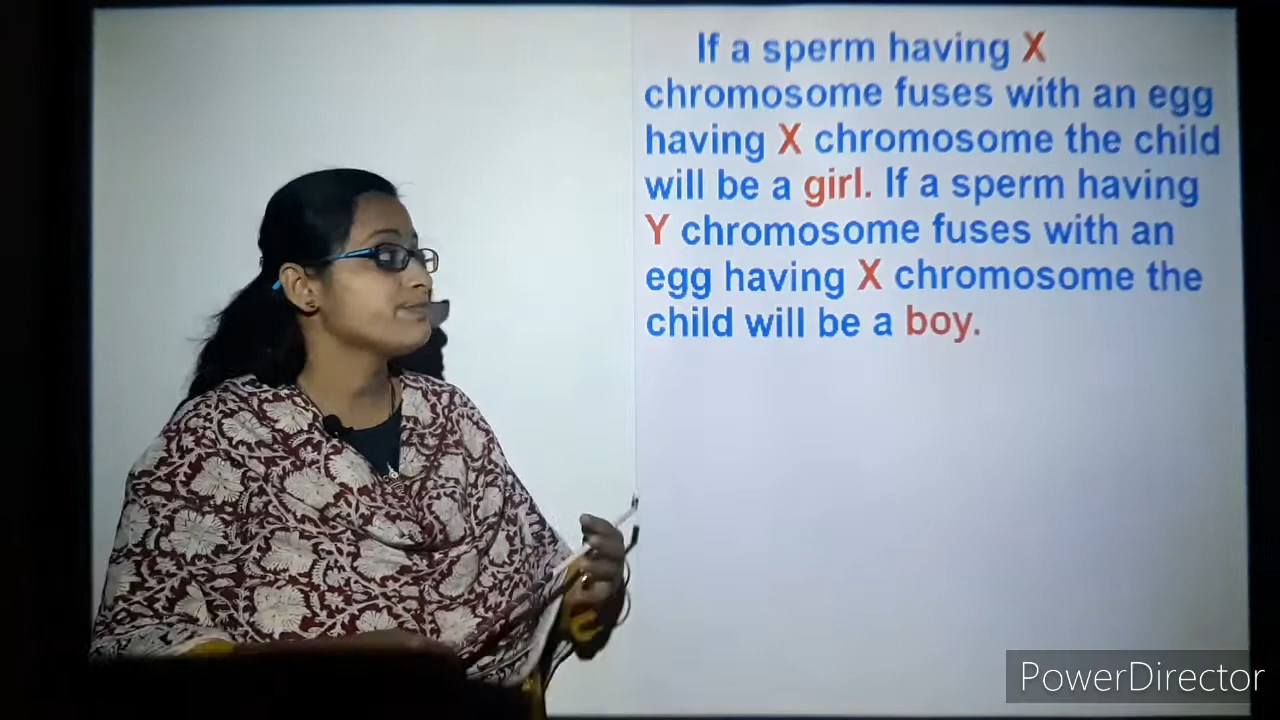 If a sperm having X
chromosome fuses with an egg
having X chromosome the child
will be a girl. If a sperm having
Y chromosome fuses with an
egg having X chromosome the
child will be a boy.
PowerDirector